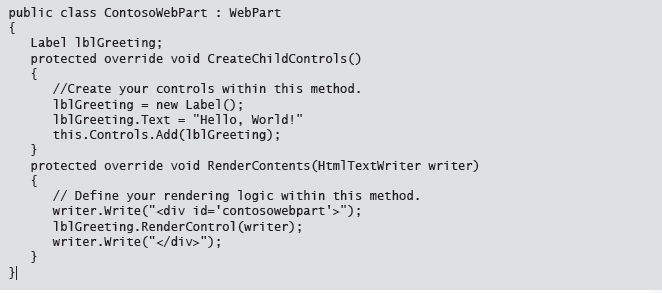 public class ContosoWebPart : WebPart
{
   Label lblGreeting;
   protected override void CreateChildControls()
   {
      //Create your controls within this method.
      lblGreeting = new Label();
      lblGreeting.Text = "Hello, World!"
      this.Controls.Add(lblGreeting);
   }
   protected override void RenderContents(HtmlTextWriter writer)
   {
      // Define your rendering logic within this method.
      writer.Write("<div id='contosowebpart'>");
      lblGreeting.RenderControl(writer);
      writer.Write("</div>");
   }
}